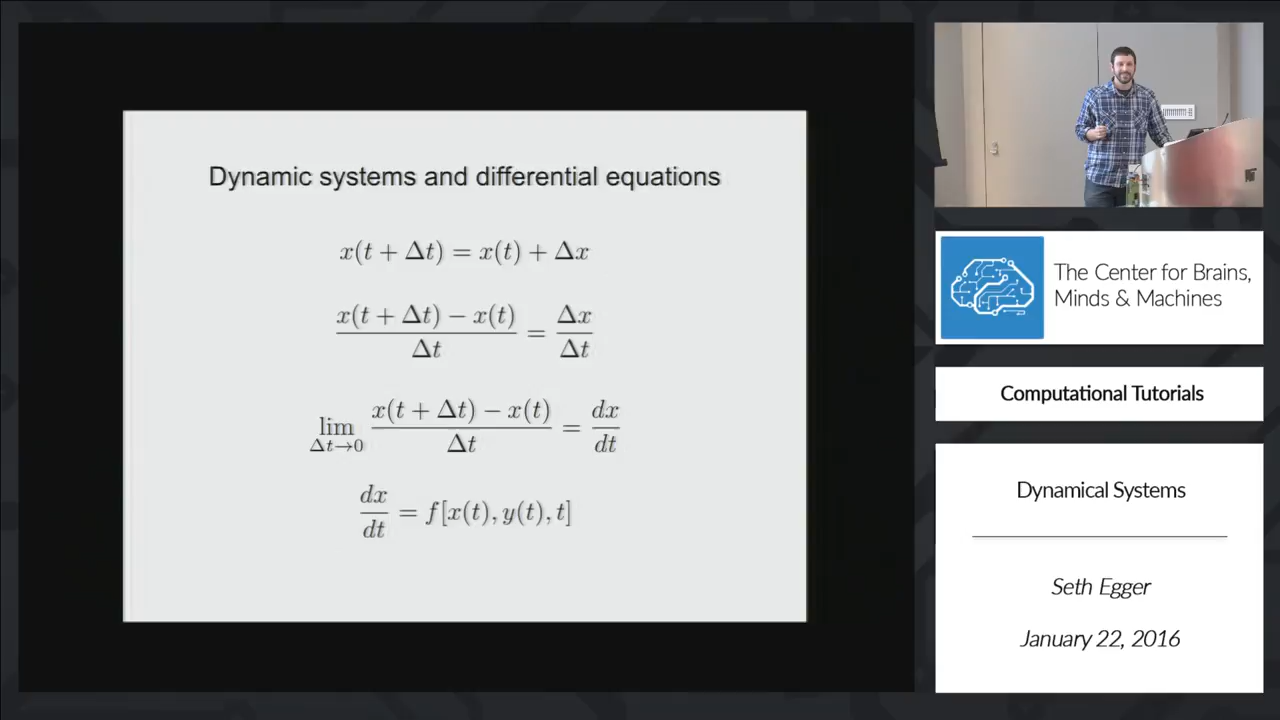 Dynamic systems and differential equations
x(t + Δt) = x(t) + Δx
x(t + Δt) − x(t) / Δt = Δx / Δt
lim Δt→0 x(t + Δt) − x(t) / Δt = dx / dt
dx / dt = f[x(t), y(t), t]
The Center for Brains,
Minds & Machines
Computational Tutorials
Dynamical Systems
Seth Egger
January 22, 2016